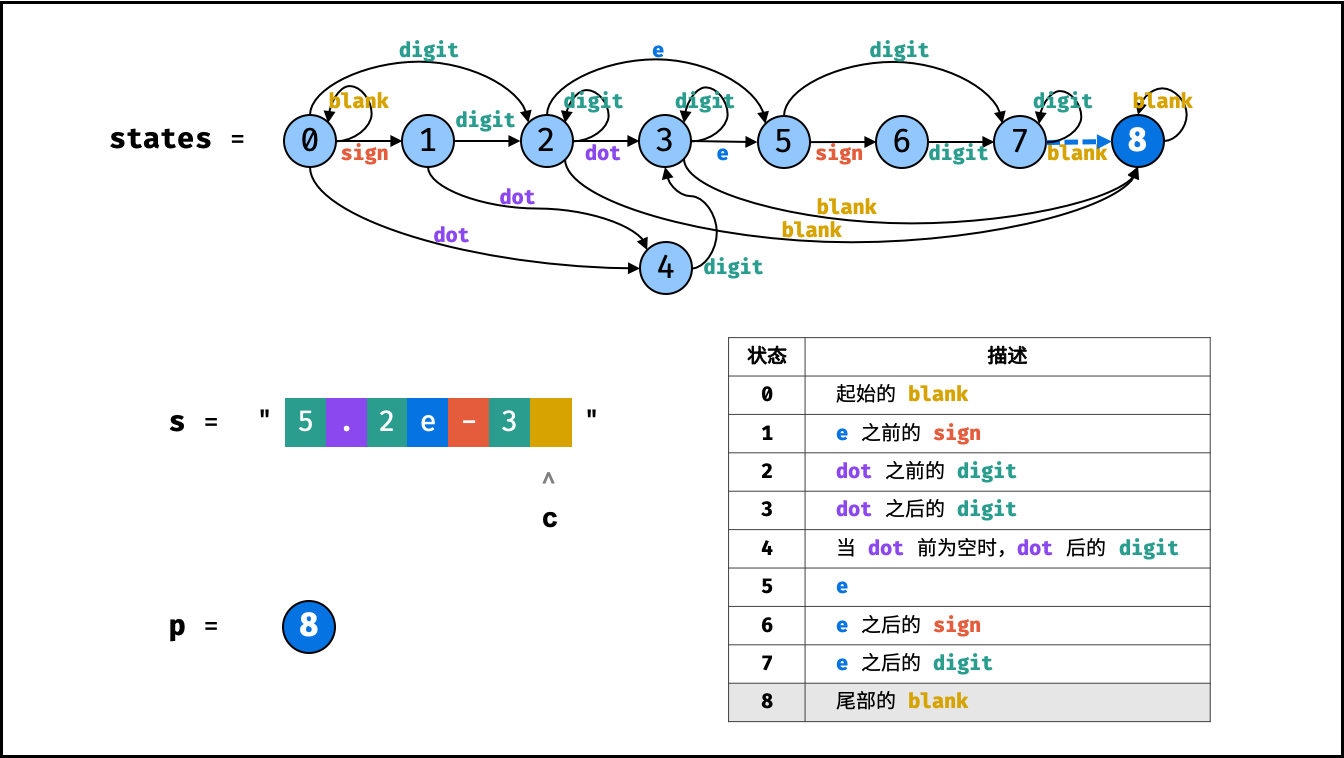 digit e digit
blank digit digit digit blank
states = 0 sign 1 digit 2 dot 3 e 5 sign 6 digit 7 blank 8
dot blank
dot blank
4 digit
状态 描述
0 起始的 blank
s = " 5 . 2 e - 3 "
1 e 之前的 sign
2 dot 之前的 digit
^
c
3 dot 之后的 digit
4 当 dot 前为空时，dot 后的 digit
5 e
p = 8
6 e 之后的 sign
7 e 之后的 digit
8 尾部的 blank